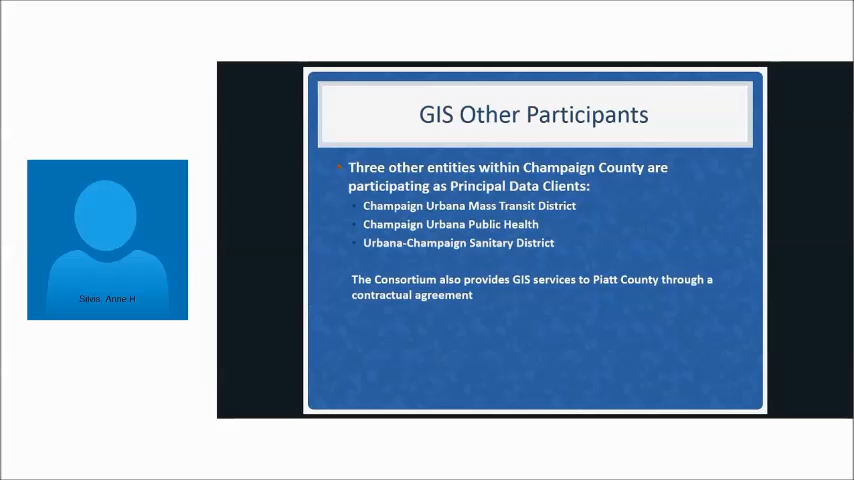 GIS Other Participants
Three other entities within Champaign County are
participating as Principal Data Clients:
Champaign Urbana Mass Transit District
Champaign Urbana Public Health
Urbana-Champaign Sanitary District
The Consortium also provides GIS services to Piatt County through a
contractual agreement
Silvis, Anne H